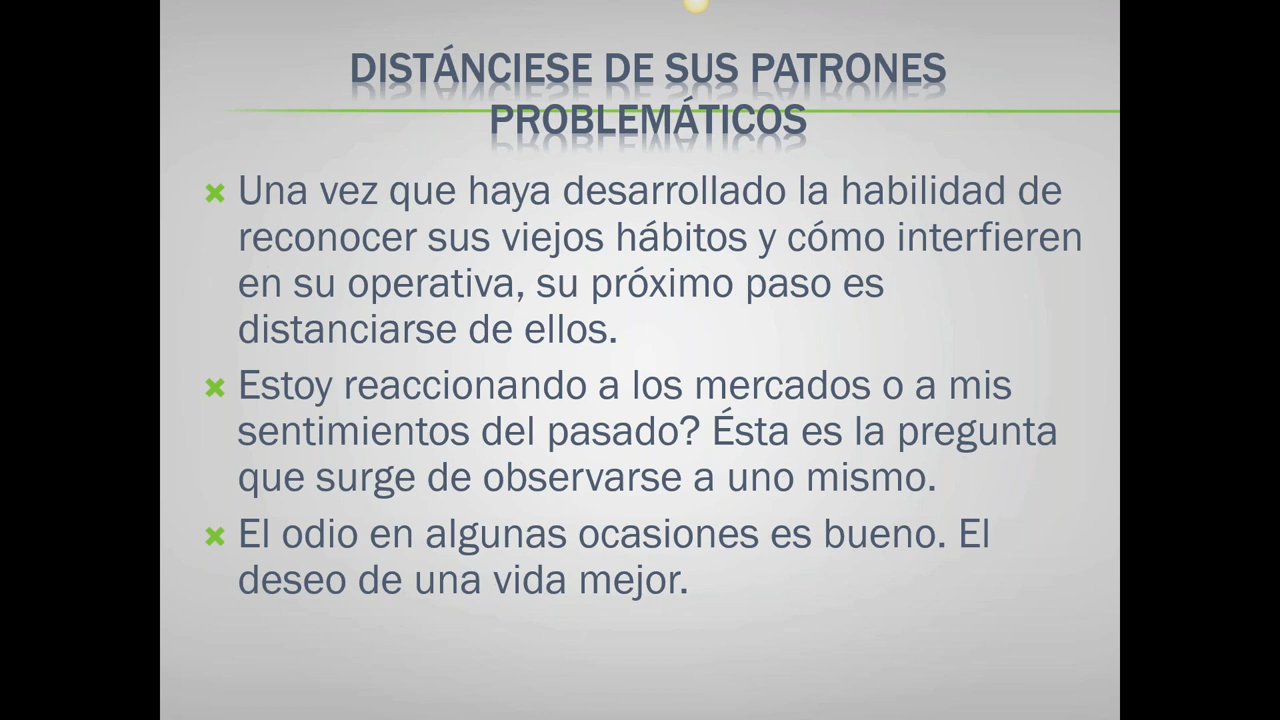 DISTÁNCIESE DE SUS PATRONES
PROBLEMÁTICOS
Una vez que haya desarrollado la habilidad de
reconocer sus viejos hábitos y cómo interfieren
en su operativa, su próximo paso es
distanciarse de ellos.
Estoy reaccionando a los mercados o a mis
sentimientos del pasado? Ésta es la pregunta
que surge de observarse a uno mismo.
El odio en algunas ocasiones es bueno. El
deseo de una vida mejor.